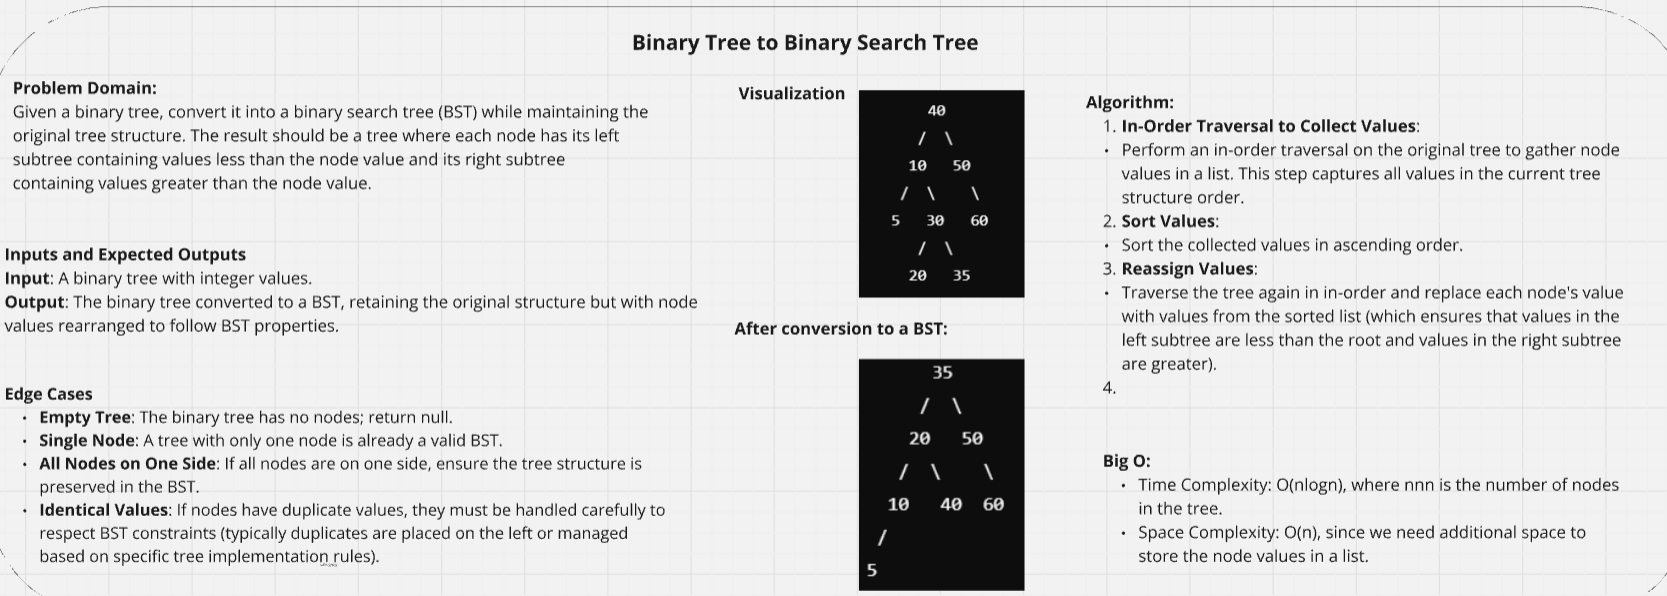 Binary Tree to Binary Search Tree
Problem Domain:
Given a binary tree, convert it into a binary search tree (BST) while maintaining the
original tree structure. The result should be a tree where each node has its left
subtree containing values less than the node value and its right subtree
containing values greater than the node value.
Inputs and Expected Outputs
Input: A binary tree with integer values.
Output: The binary tree converted to a BST, retaining the original structure but with node
values rearranged to follow BST properties.
Edge Cases
• Empty Tree: The binary tree has no nodes; return null.
• Single Node: A tree with only one node is already a valid BST.
• All Nodes on One Side: If all nodes are on one side, ensure the tree structure is
preserved in the BST.
• Identical Values: If nodes have duplicate values, they must be handled carefully to
respect BST constraints (typically duplicates are placed on the left or managed
based on specific tree implementation rules).
Visualization
40
/ \
10 50
/ \ \
5 30 60
/ \
20 35
After conversion to a BST:
35
/ \
20 50
/ \ \
10 40 60
/
5
Algorithm:
1. In-Order Traversal to Collect Values:
• Perform an in-order traversal on the original tree to gather node
values in a list. This step captures all values in the current tree
structure order.
2. Sort Values:
• Sort the collected values in ascending order.
3. Reassign Values:
• Traverse the tree again in in-order and replace each node's value
with values from the sorted list (which ensures that values in the
left subtree are less than the root and values in the right subtree
are greater).
4.
Big O:
• Time Complexity: O(nlogn), where nnn is the number of nodes
in the tree.
• Space Complexity: O(n), since we need additional space to
store the node values in a list.